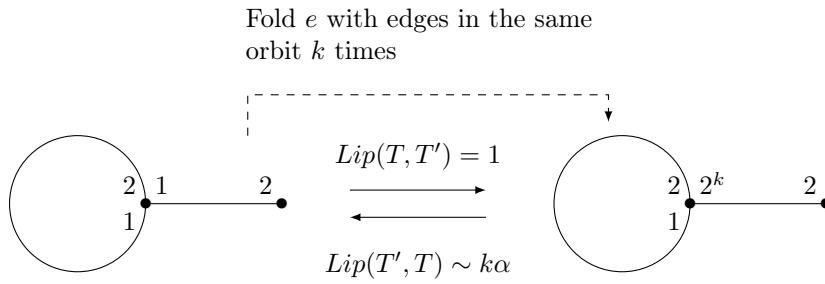 Fold e with edges in the same
orbit k times
2 1 2
1
Lip(T, T′) = 1
Lip(T′, T) ∼ kα
2 2^k 2
1